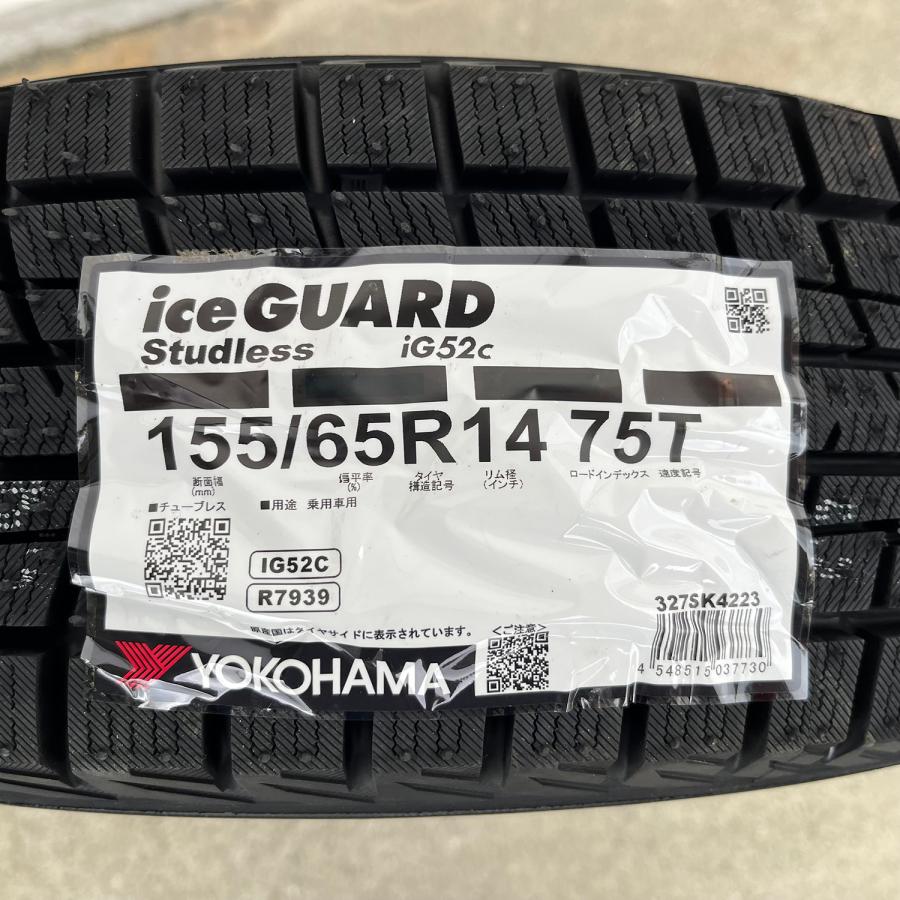 iceGUARD
Studless iG52c
155/65R14 75T
断面幅 偏平率 タイヤ リム径 ロードインデックス 速度記号
(mm) (%) 構造記号 (インチ)
■チューブレス ■用途 乗用車用
IG52C
R7939
327SK4223
原産国はタイヤサイドに表示されています。
<ご注意>
YOKOHAMA
4 548515 037730